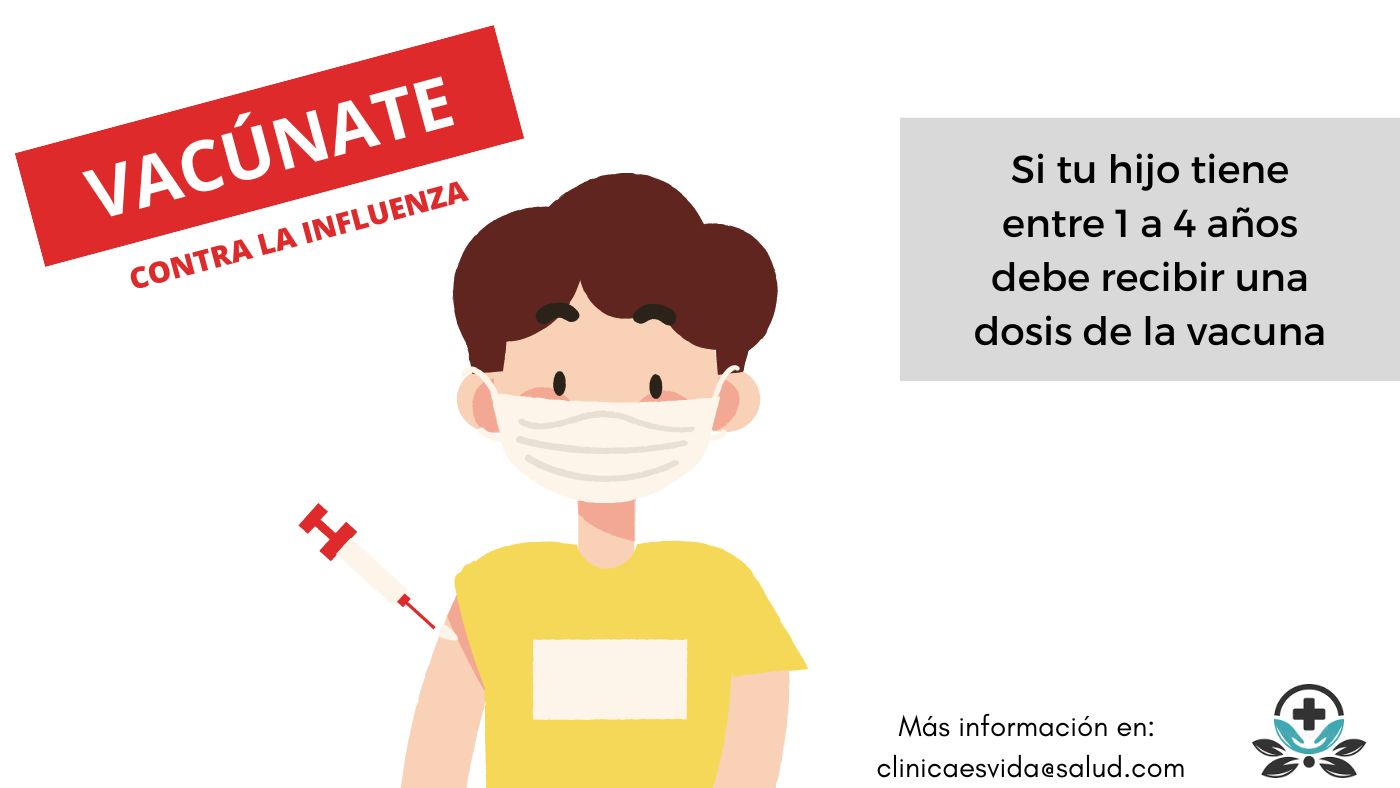 VACÚNATE
CONTRA LA INFLUENZA
Si tu hijo tiene
entre 1 a 4 años
debe recibir una
dosis de la vacuna
Más información en:
clinicaesvida@salud.com